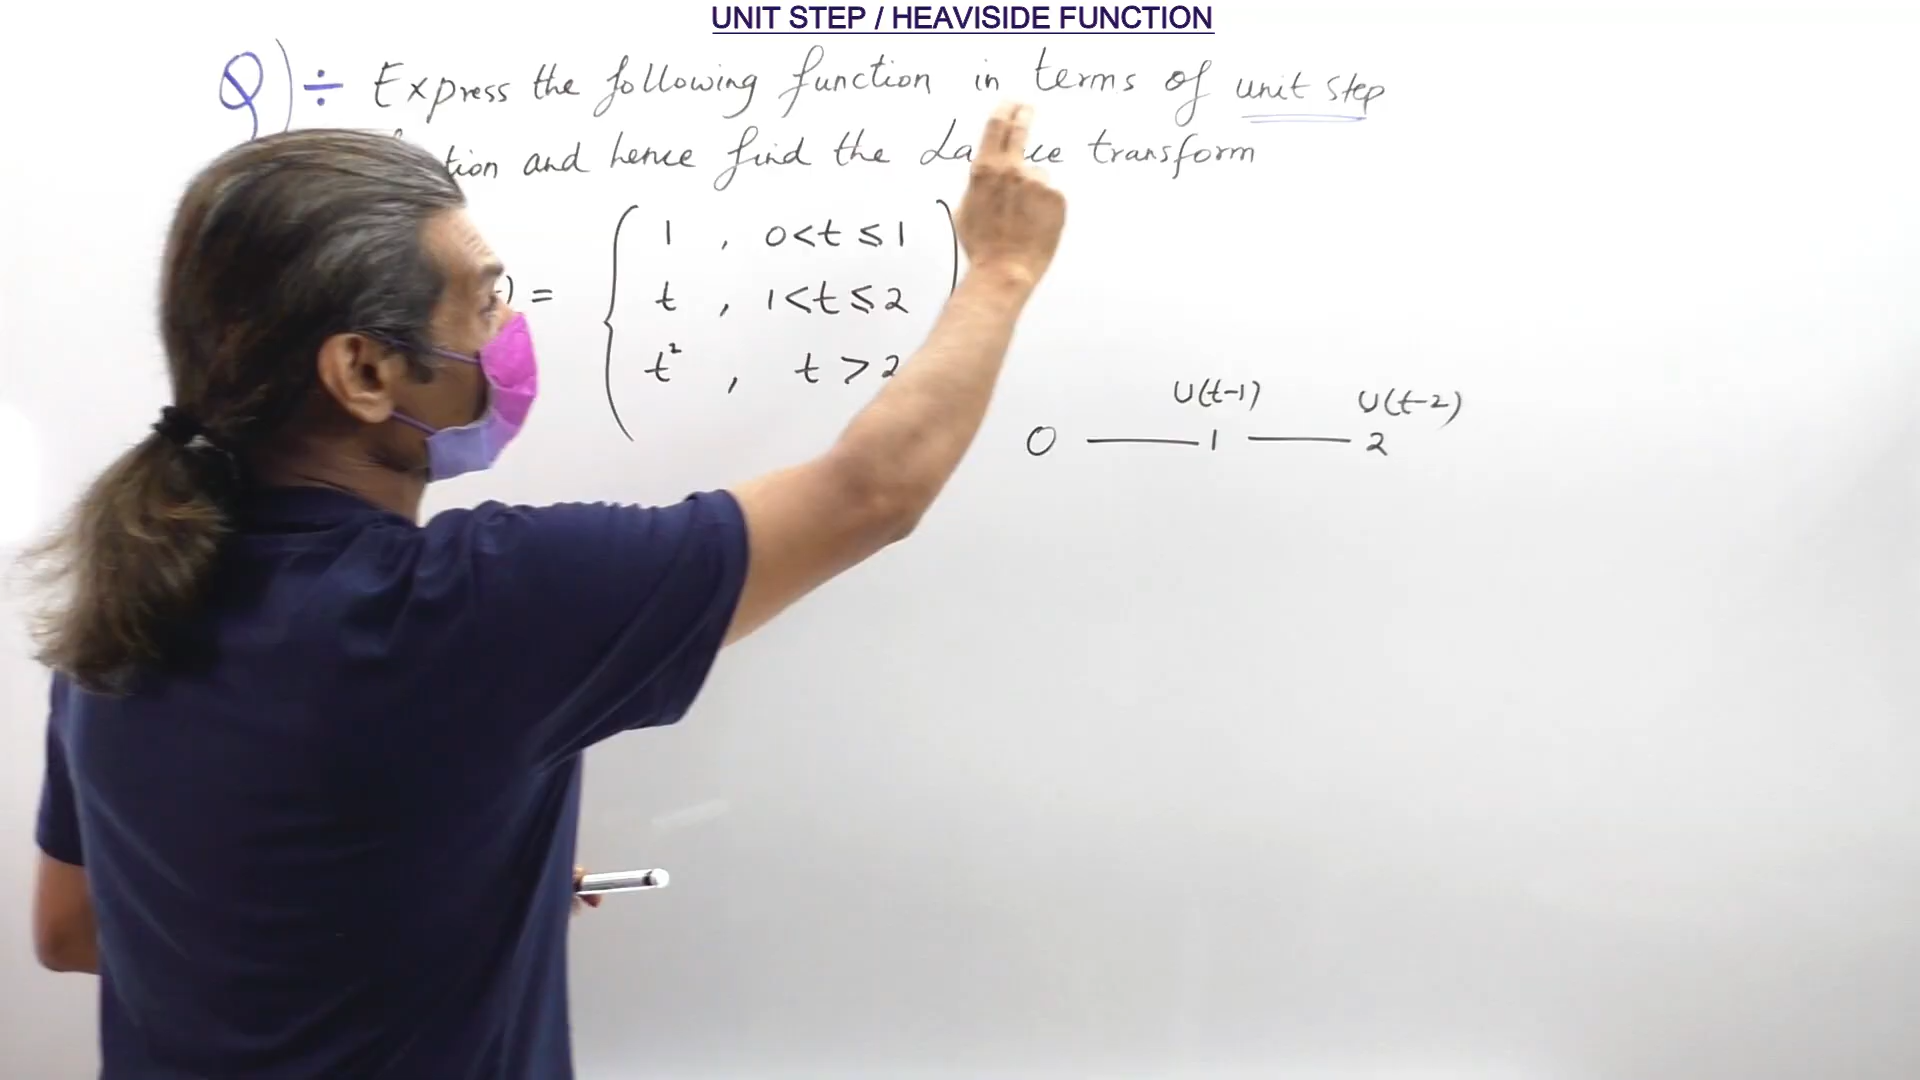 UNIT STEP / HEAVISIDE FUNCTION
Q) ÷ Express the following function in terms of unit step
and hence find the transform
) = { 1 , 0<t≤1
t , 1<t≤2
t² , t>2
U(t-1) U(t-2)
0 — 1 — 2